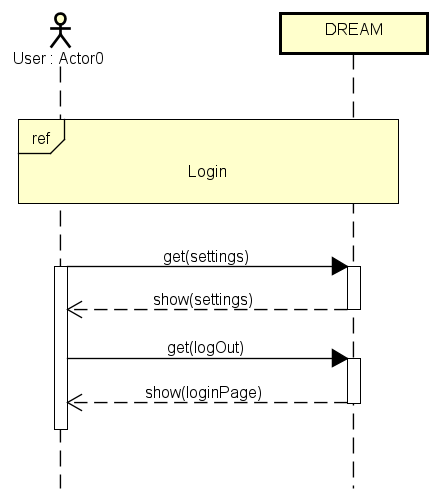 User : Actor0
DREAM
ref
Login
get(settings)
show(settings)
get(logOut)
show(loginPage)